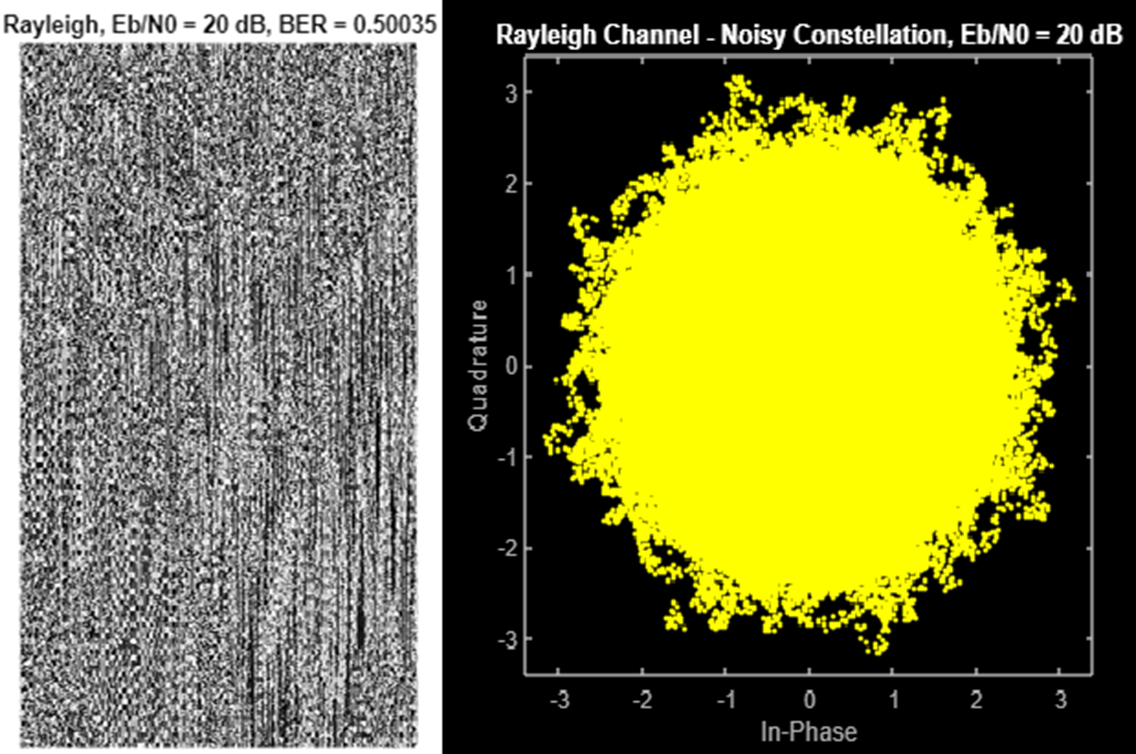 Rayleigh, Eb/N0 = 20 dB, BER = 0.50035
Rayleigh Channel - Noisy Constellation, Eb/N0 = 20 dB
3
2
1
0
-1
-2
-3
Quadrature
-3 -2 -1 0 1 2 3
In-Phase